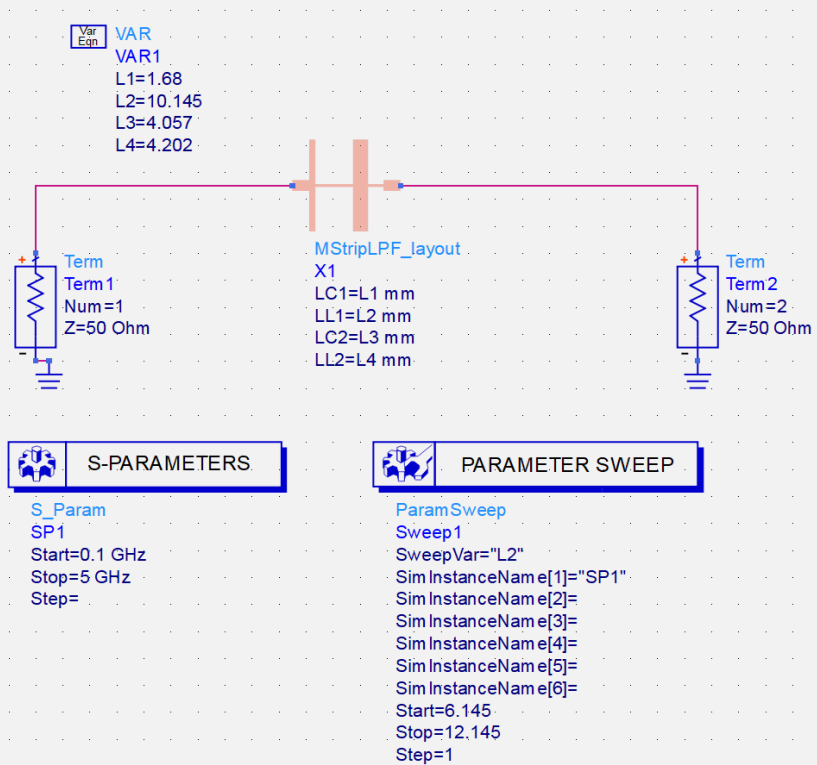 Var
Eqn
VAR
VAR1
L1=1.68
L2=10.145
L3=4.057
L4=4.202
MStripLPF_layout
X1
LC1=L1 mm
LL1=L2 mm
LC2=L3 mm
LL2=L4 mm
+
Term
Term1
Num=1
Z=50 Ohm
-
+
Term
Term2
Num=2
Z=50 Ohm
-
S-PARAMETERS
S_Param
SP1
Start=0.1 GHz
Stop=5 GHz
Step=
PARAMETER SWEEP
ParamSweep
Sweep1
SweepVar="L2"
SimInstanceName[1]="SP1"
SimInstanceName[2]=
SimInstanceName[3]=
SimInstanceName[4]=
SimInstanceName[5]=
SimInstanceName[6]=
Start=6.145
Stop=12.145
Step=1